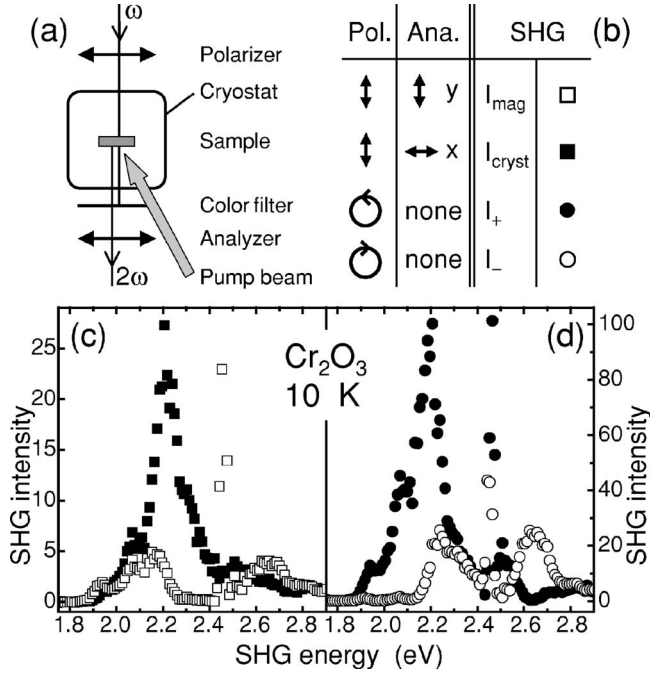 (a)
ω
Polarizer
Cryostat
Sample
Color filter
Analyzer
2ω
Pump beam
Pol. Ana. SHG (b)
y I_mag
x I_cryst
none I_+
none I_−
(c)
SHG intensity
25
20
15
10
5
0
1.8 2.0 2.2 2.4 2.6 2.8
Cr₂O₃
10 K
(d)
100
80
60
40
20
0
SHG intensity
2.0 2.2 2.4 2.6 2.8
SHG energy (eV)